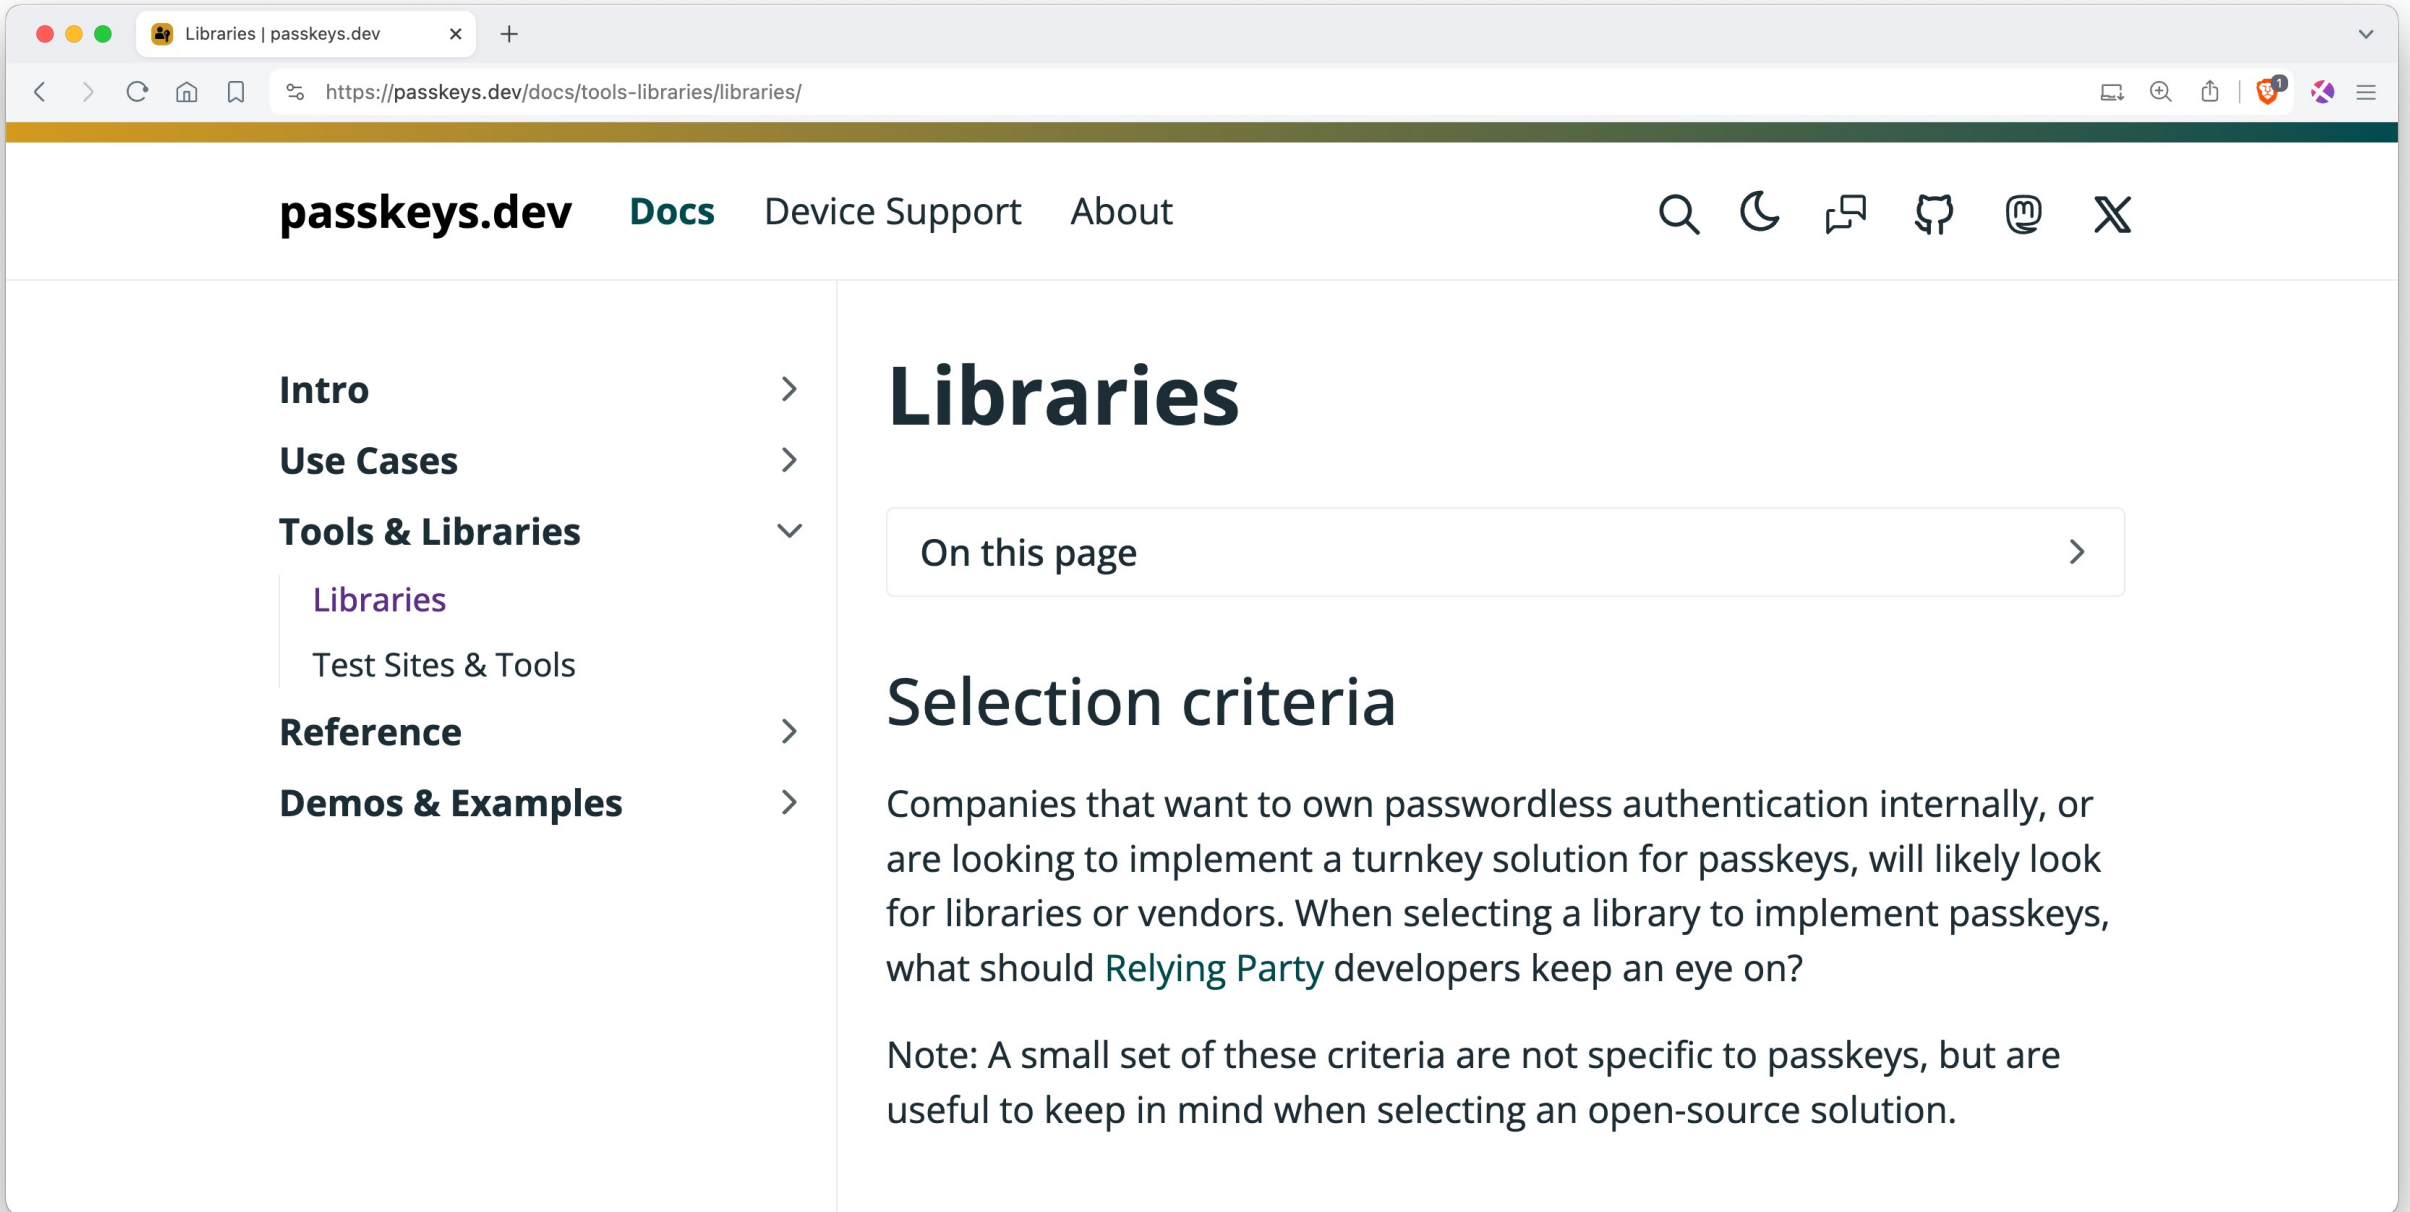 Libraries | passkeys.dev
https://passkeys.dev/docs/tools-libraries/libraries/
1
passkeys.dev Docs Device Support About
Intro
Use Cases
Tools & Libraries
Libraries
Test Sites & Tools
Reference
Demos & Examples
Libraries
On this page
Selection criteria
Companies that want to own passwordless authentication internally, or
are looking to implement a turnkey solution for passkeys, will likely look
for libraries or vendors. When selecting a library to implement passkeys,
what should Relying Party developers keep an eye on?
Note: A small set of these criteria are not specific to passkeys, but are
useful to keep in mind when selecting an open-source solution.